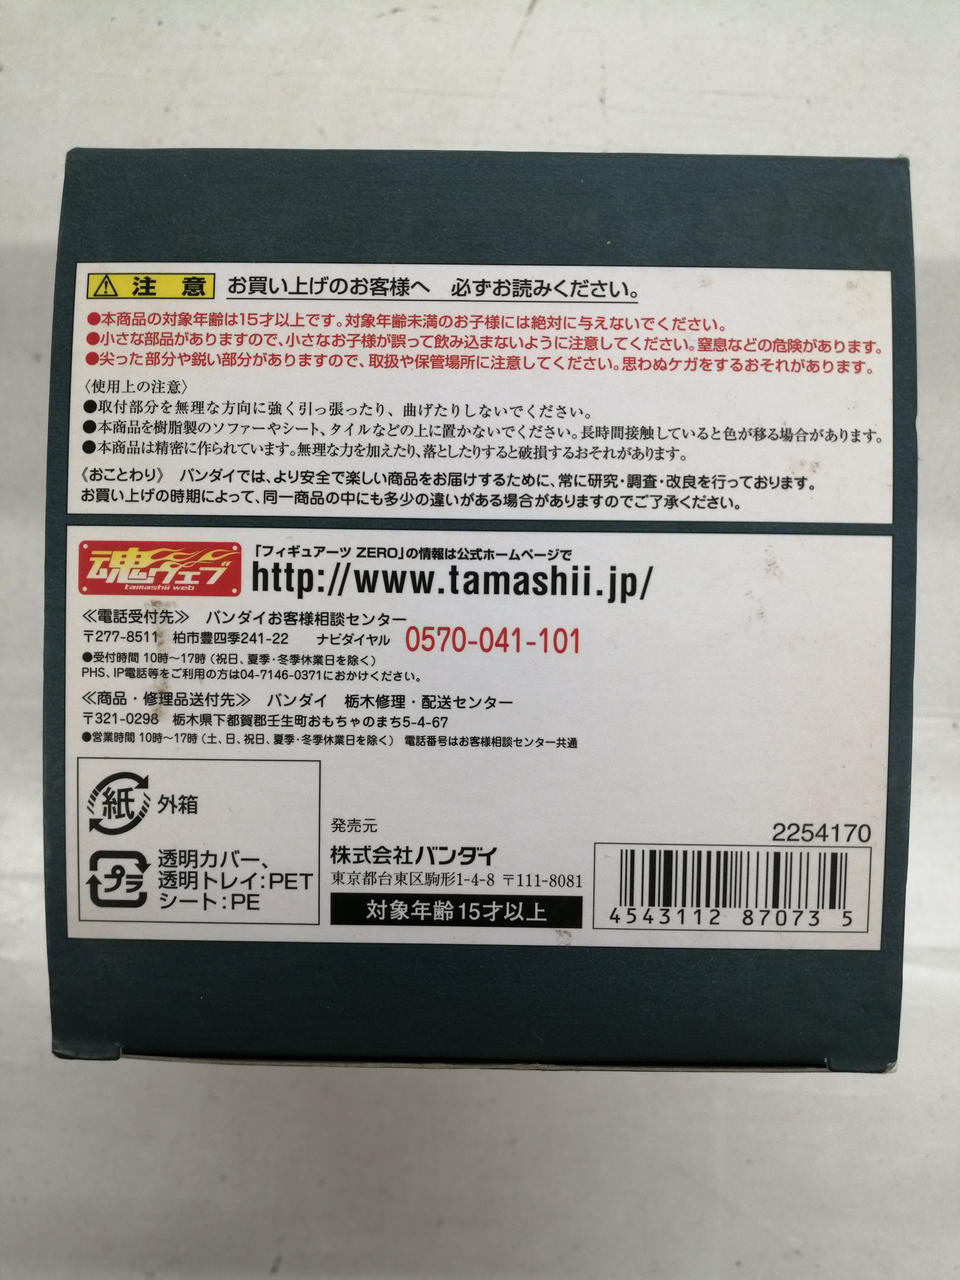 注意 お買い上げのお客様へ 必ずお読みください。
●本商品の対象年齢は15才以上です。対象年齢未満のお子様には絶対に与えないでください。
●小さな部品がありますので、小さなお子様が誤って飲み込まないように注意してください。窒息などの危険があります。
●尖った部分や鋭い部分がありますので、取扱や保管場所に注意してください。思わぬケガをするおそれがあります。
〈使用上の注意〉
●取付部分を無理な方向に強く引っ張ったり、曲げたりしないでください。
●本商品を樹脂製のソファーやシート、タイルなどの上に置かないでください。長時間接触していると色が移る場合があります。
●本商品は精密に作られています。無理な力を加えたり、落としたりすると破損するおそれがあります。
《おことわり》 バンダイでは、より安全で楽しい商品をお届けするために、常に研究・調査・改良を行っております。
お買い上げの時期によって、同一商品の中にも多少の違いがある場合がありますのでご了承ください。
魂ウェブ
tamashii web
「フィギュアーツ ZERO」の情報は公式ホームページで
http://www.tamashii.jp/
≪電話受付先≫ バンダイお客様相談センター
〒277-8511 柏市豊四季241-22 ナビダイヤル 0570-041-101
●受付時間 10時〜17時（祝日、夏季・冬季休業日を除く）
PHS、IP電話等をご利用の方は04-7146-0371におかけください。
≪商品・修理品送付先≫ バンダイ 栃木修理・配送センター
〒321-0298 栃木県下都賀郡壬生町おもちゃのまち5-4-67
●営業時間 10時〜17時（土、日、祝日、夏季・冬季休業日を除く） 電話番号はお客様相談センター共通
紙 外箱
プラ 透明カバー、
透明トレイ:PET
シート:PE
発売元
株式会社バンダイ
東京都台東区駒形1-4-8 〒111-8081
対象年齢15才以上
2254170
4543112 87073 5